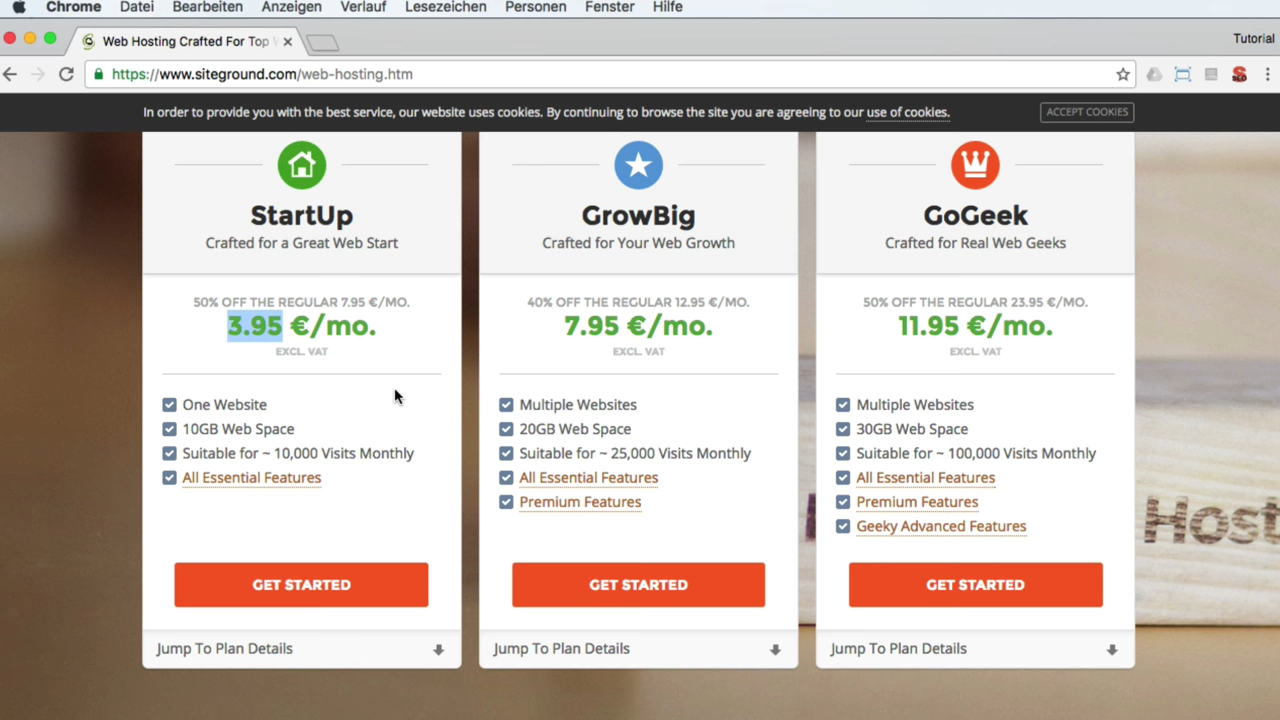 Chrome Datei Bearbeiten Anzeigen Verlauf Lesezeichen Personen Fenster Hilfe
Web Hosting Crafted For Top
Tutorial
https://www.siteground.com/web-hosting.htm
In order to provide you with the best service, our website uses cookies. By continuing to browse the site you are agreeing to our use of cookies.
ACCEPT COOKIES
StartUp
Crafted for a Great Web Start
50% OFF THE REGULAR 7.95 €/MO.
3.95 €/mo.
EXCL. VAT
One Website
10GB Web Space
Suitable for ~ 10,000 Visits Monthly
All Essential Features
GET STARTED
Jump To Plan Details
GrowBig
Crafted for Your Web Growth
40% OFF THE REGULAR 12.95 €/MO.
7.95 €/mo.
EXCL. VAT
Multiple Websites
20GB Web Space
Suitable for ~ 25,000 Visits Monthly
All Essential Features
Premium Features
GET STARTED
Jump To Plan Details
GoGeek
Crafted for Real Web Geeks
50% OFF THE REGULAR 23.95 €/MO.
11.95 €/mo.
EXCL. VAT
Multiple Websites
30GB Web Space
Suitable for ~ 100,000 Visits Monthly
All Essential Features
Premium Features
Geeky Advanced Features
GET STARTED
Jump To Plan Details
Host